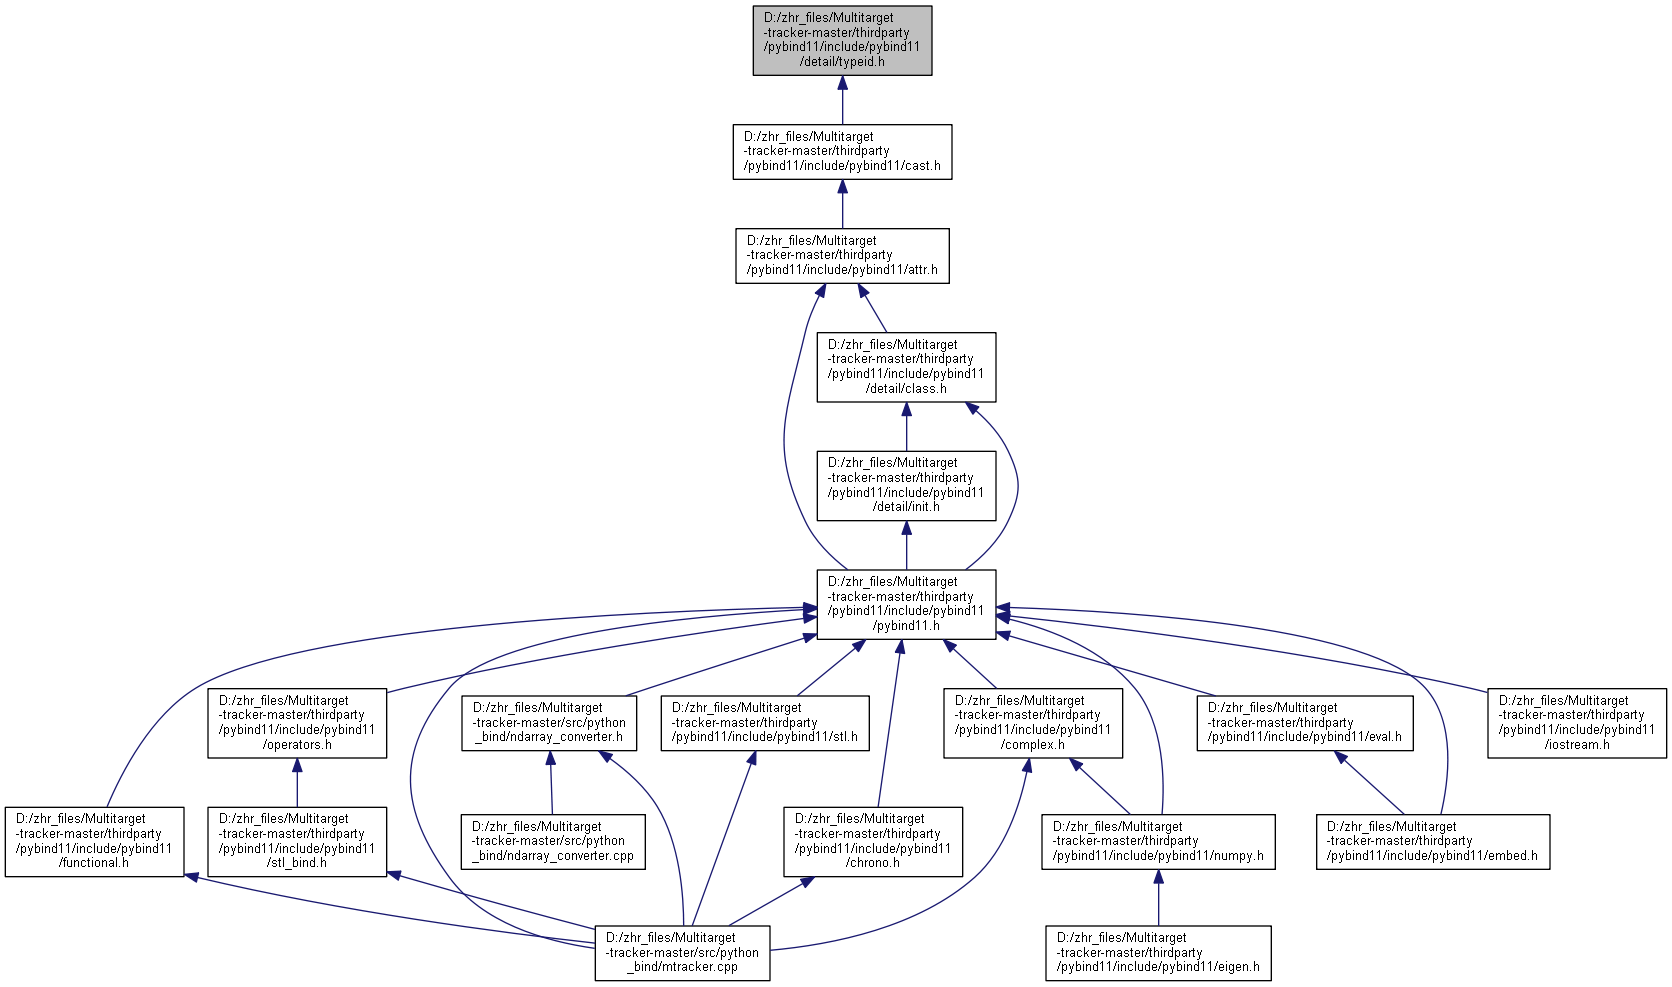 D:/zhr_files/Multitarget
-tracker-master/thirdparty
/pybind11/include/pybind11
/detail/typeid.h
D:/zhr_files/Multitarget
-tracker-master/thirdparty
/pybind11/include/pybind11/cast.h
D:/zhr_files/Multitarget
-tracker-master/thirdparty
/pybind11/include/pybind11/attr.h
D:/zhr_files/Multitarget
-tracker-master/thirdparty
/pybind11/include/pybind11
/detail/class.h
D:/zhr_files/Multitarget
-tracker-master/thirdparty
/pybind11/include/pybind11
/detail/init.h
D:/zhr_files/Multitarget
-tracker-master/thirdparty
/pybind11/include/pybind11
/pybind11.h
D:/zhr_files/Multitarget
-tracker-master/thirdparty
/pybind11/include/pybind11
/operators.h
D:/zhr_files/Multitarget
-tracker-master/src/python
_bind/ndarray_converter.h
D:/zhr_files/Multitarget
-tracker-master/thirdparty
/pybind11/include/pybind11/stl.h
D:/zhr_files/Multitarget
-tracker-master/thirdparty
/pybind11/include/pybind11
/complex.h
D:/zhr_files/Multitarget
-tracker-master/thirdparty
/pybind11/include/pybind11/eval.h
D:/zhr_files/Multitarget
-tracker-master/thirdparty
/pybind11/include/pybind11
/iostream.h
D:/zhr_files/Multitarget
-tracker-master/thirdparty
/pybind11/include/pybind11
/functional.h
D:/zhr_files/Multitarget
-tracker-master/thirdparty
/pybind11/include/pybind11
/stl_bind.h
D:/zhr_files/Multitarget
-tracker-master/src/python
_bind/ndarray_converter.cpp
D:/zhr_files/Multitarget
-tracker-master/thirdparty
/pybind11/include/pybind11
/chrono.h
D:/zhr_files/Multitarget
-tracker-master/thirdparty
/pybind11/include/pybind11/numpy.h
D:/zhr_files/Multitarget
-tracker-master/thirdparty
/pybind11/include/pybind11/embed.h
D:/zhr_files/Multitarget
-tracker-master/src/python
_bind/mtracker.cpp
D:/zhr_files/Multitarget
-tracker-master/thirdparty
/pybind11/include/pybind11/eigen.h